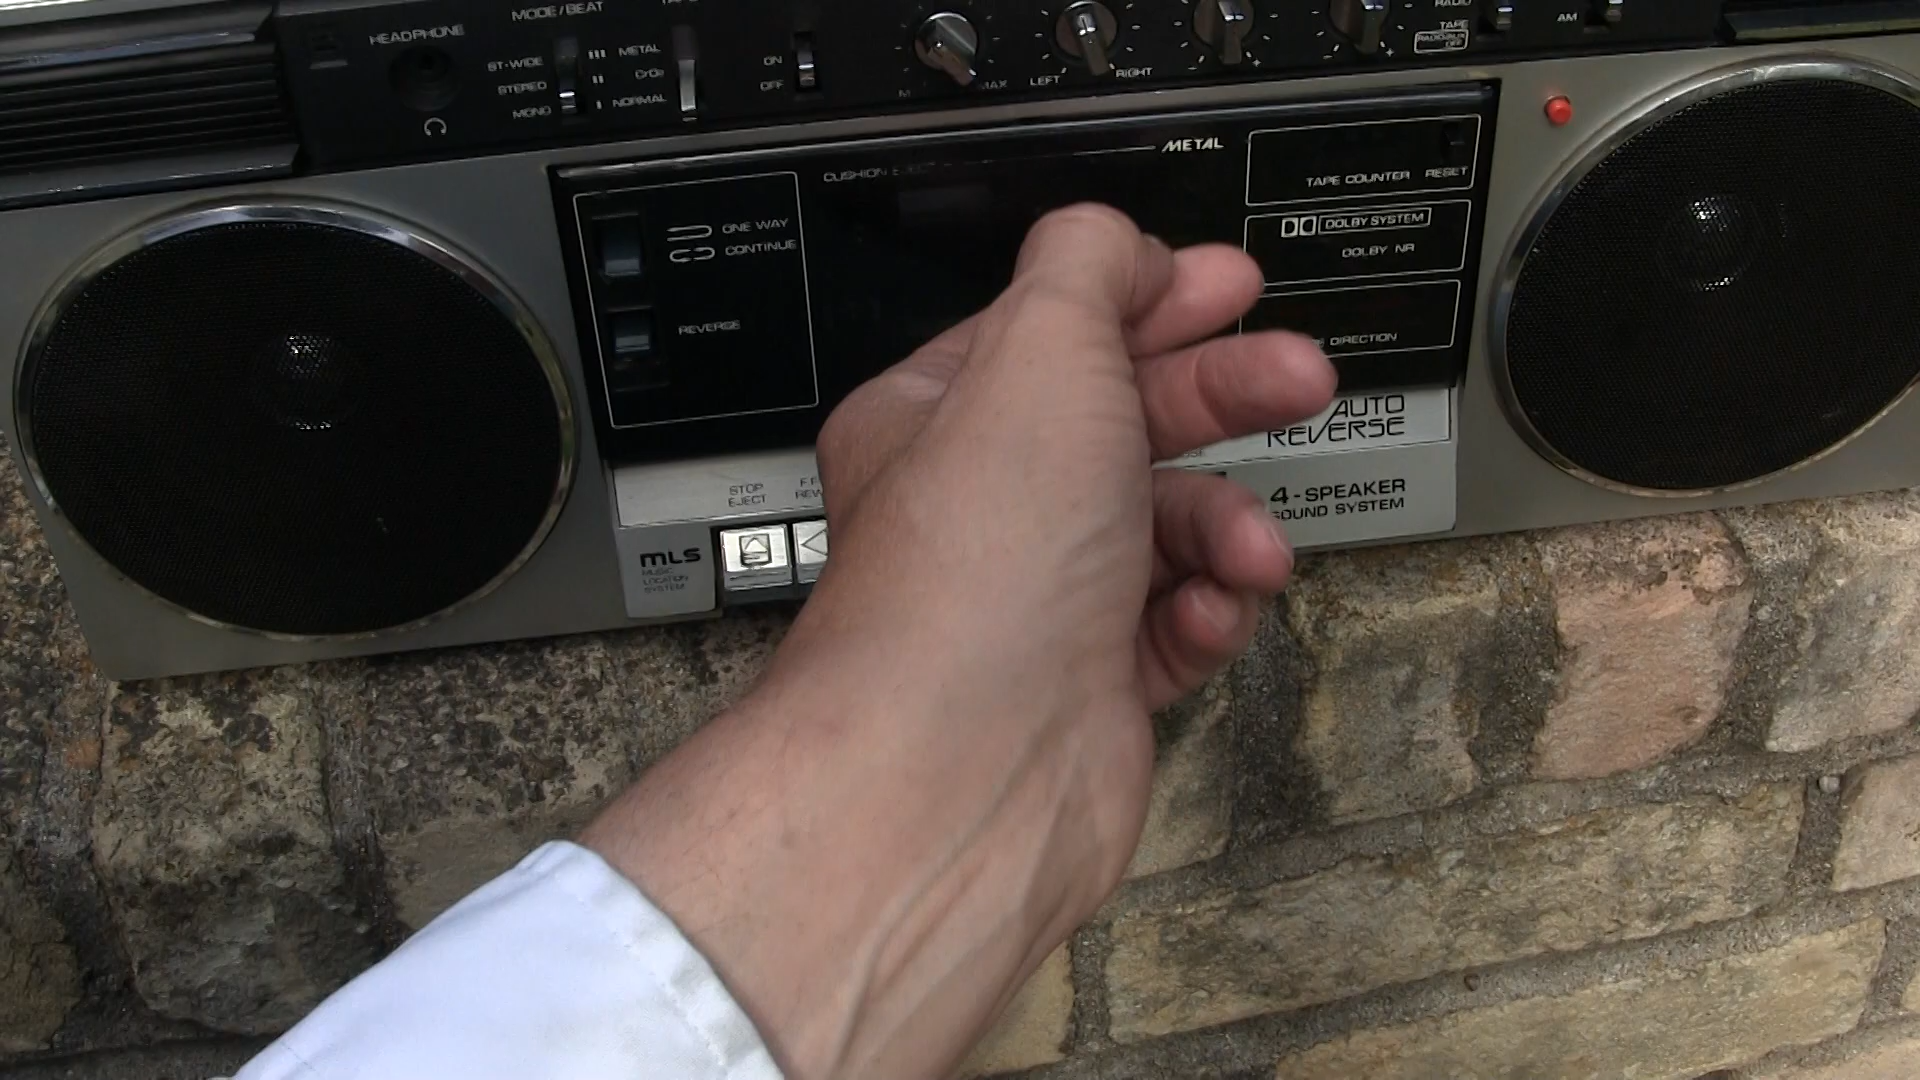 MODE/BEAT
HEADPHONE
ST-WIDE
STEREO
MONO
METAL
CrO2
NORMAL
ON
OFF
MAX
LEFT
RIGHT
RADIO
TAPE
AM
METAL
CUSHION EJECT
ONE WAY
CONTINUE
REVERSE
TAPE COUNTER RESET
DOLBY SYSTEM
DOLBY NR
DIRECTION
AUTO
REVERSE
STOP
EJECT
4-SPEAKER
SOUND SYSTEM
MLS
MUSIC
LOCATION
SYSTEM